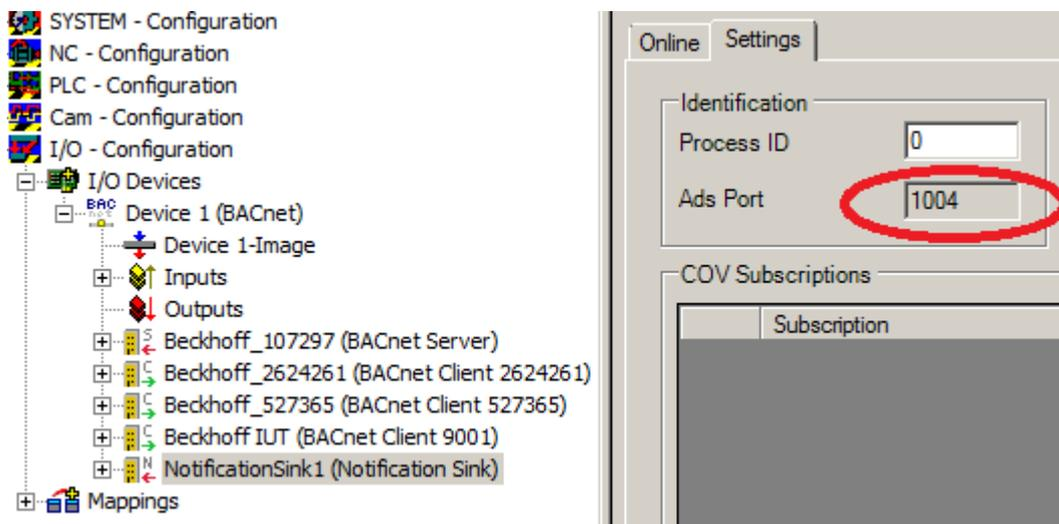 SYSTEM - Configuration
NC - Configuration
PLC - Configuration
Cam - Configuration
I/O - Configuration
I/O Devices
Device 1 (BACnet)
Device 1-Image
Inputs
Outputs
Beckhoff_107297 (BACnet Server)
Beckhoff_2624261 (BACnet Client 2624261)
Beckhoff_527365 (BACnet Client 527365)
Beckhoff IUT (BACnet Client 9001)
NotificationSink1 (Notification Sink)
Mappings
Online Settings
Identification
Process ID 0
Ads Port 1004
COV Subscriptions
Subscription